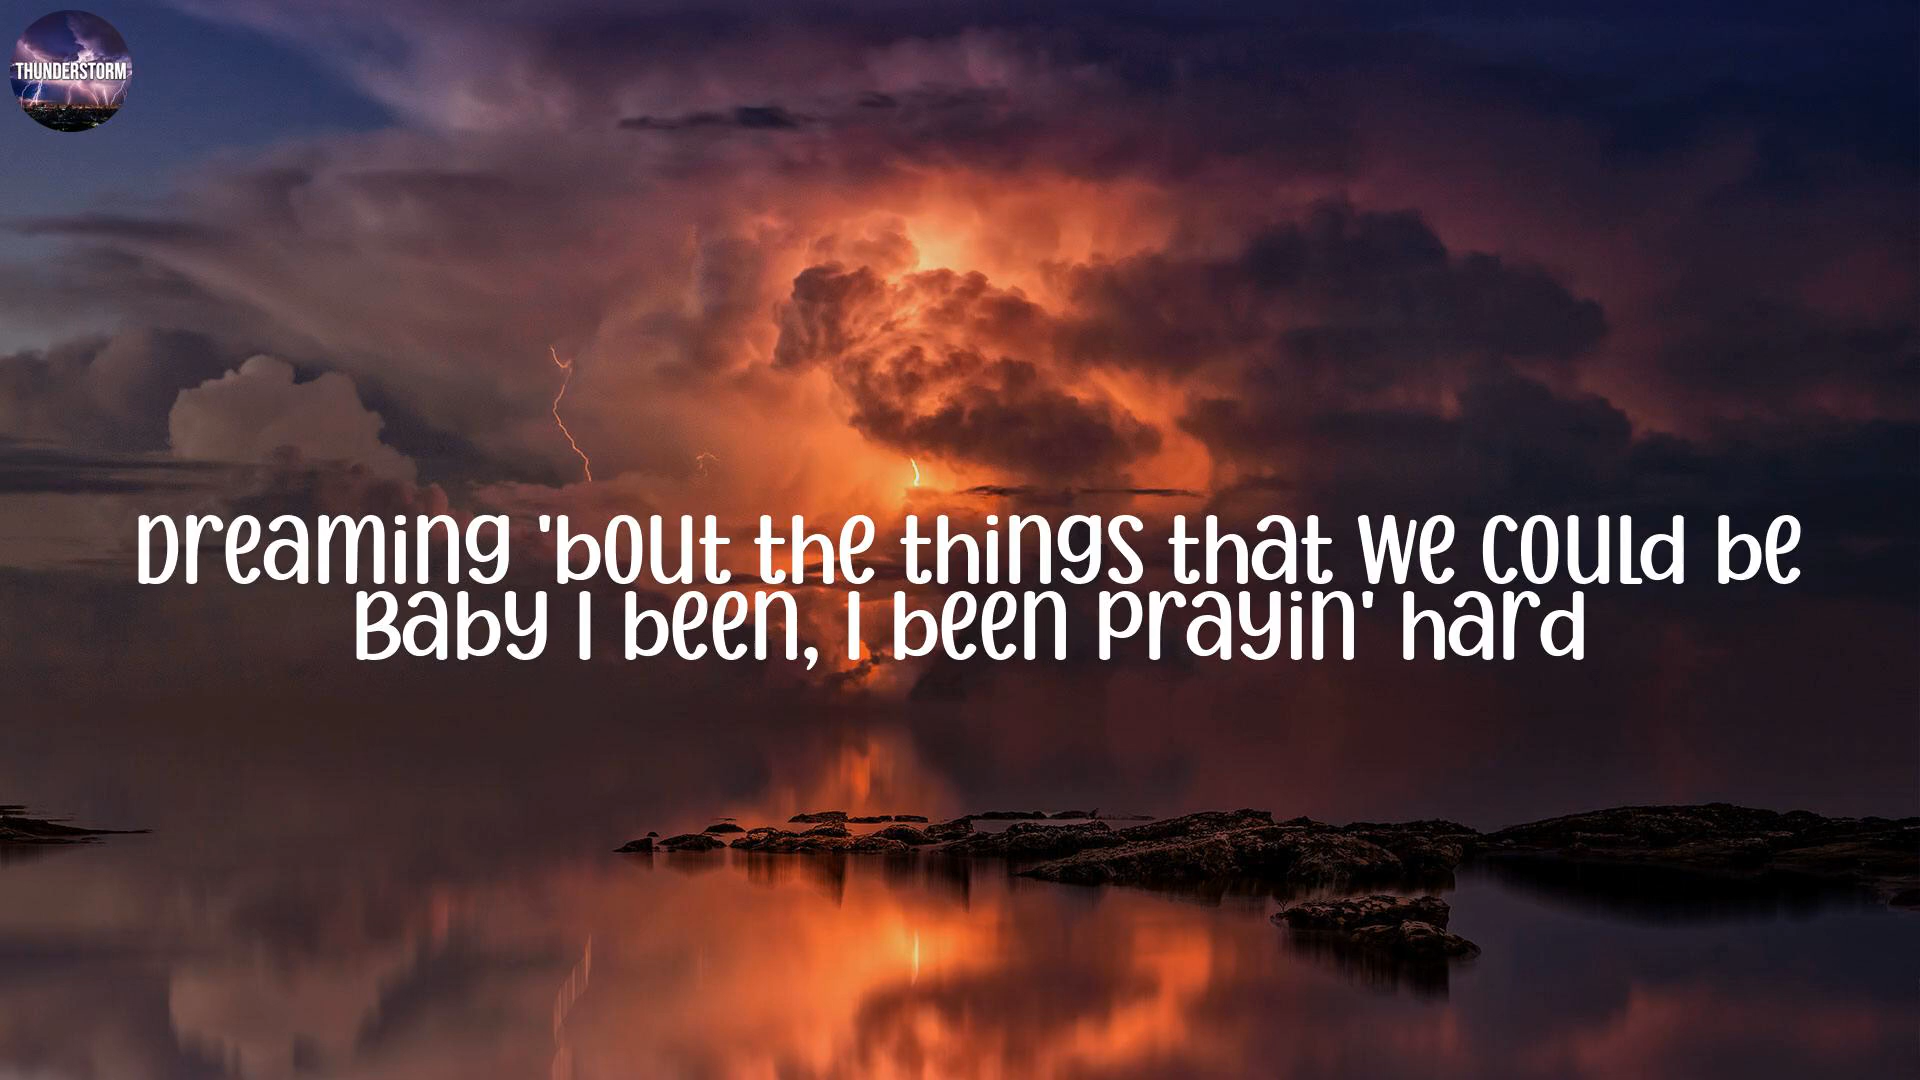 THUNDERSTORM
Dreaming 'bout the things that we could be
Baby I been, I been prayin' hard